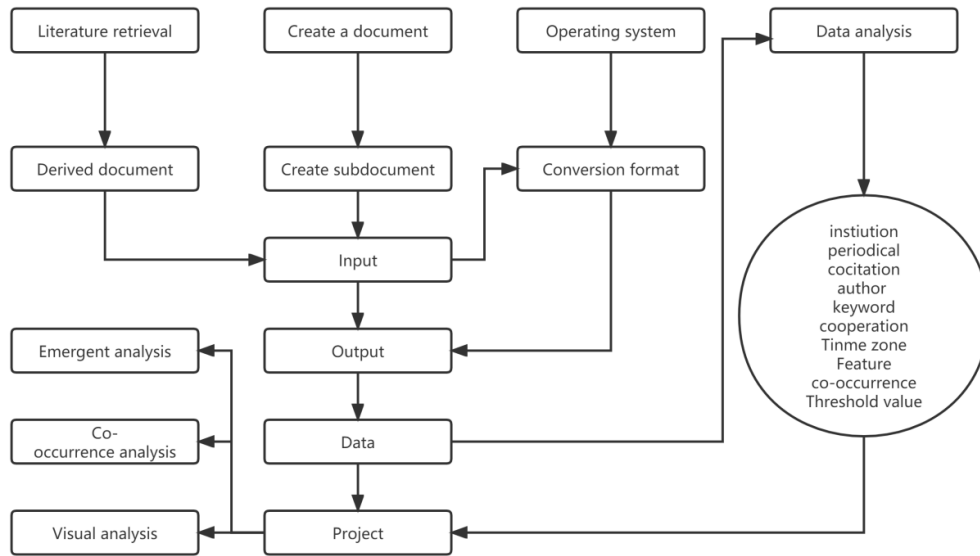 Literature retrieval
Create a document
Operating system
Data analysis
Derived document
Create subdocument
Conversion format
Input
instiution
periodical
cocitation
author
keyword
cooperation
Tinme zone
Feature
co-occurrence
Threshold value
Emergent analysis
Output
Co-
occurrence analysis
Data
Visual analysis
Project